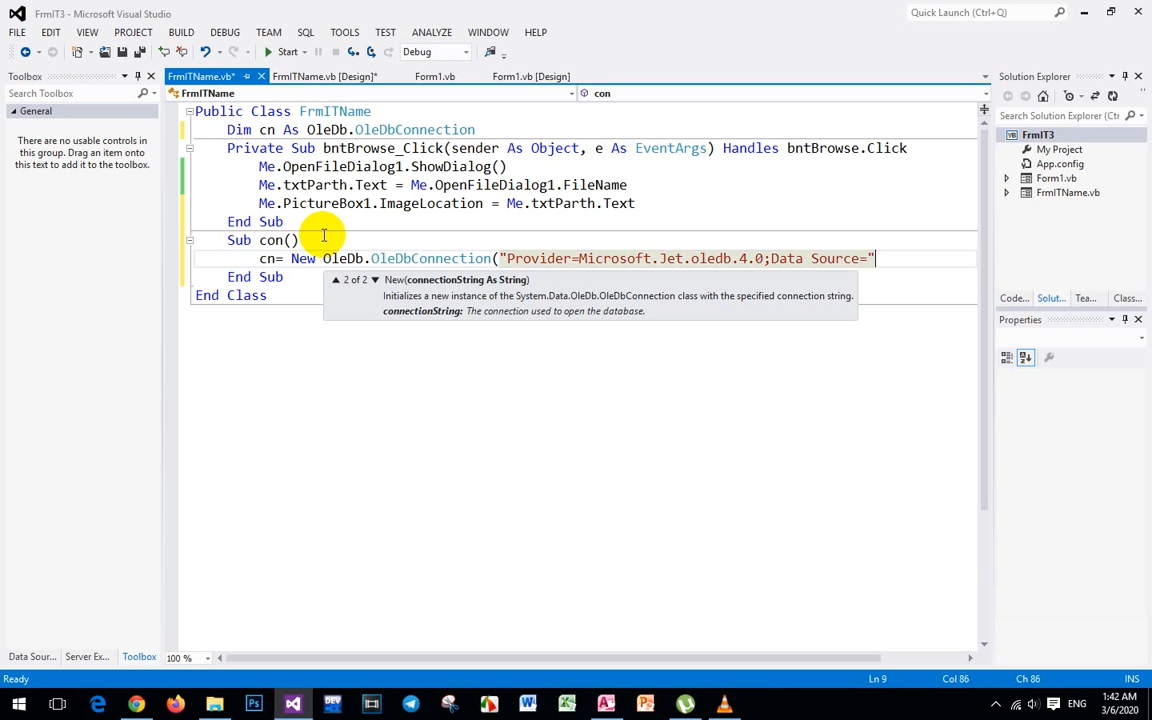 FrmIT3 - Microsoft Visual Studio
Quick Launch (Ctrl+Q)
FILE EDIT VIEW PROJECT BUILD DEBUG TEAM SQL TOOLS TEST ANALYZE WINDOW HELP
Start Debug
Toolbox
Search Toolbox
General
There are no usable controls in
this group. Drag an item onto
this text to add it to the toolbox.
Data Sour... Server Ex... Toolbox
FrmITName.vb* FrmITName.vb [Design]* Form1.vb Form1.vb [Design]
FrmITName con
Public Class FrmITName
Dim cn As OleDb.OleDbConnection
Private Sub bntBrowse_Click(sender As Object, e As EventArgs) Handles bntBrowse.Click
Me.OpenFileDialog1.ShowDialog()
Me.txtParth.Text = Me.OpenFileDialog1.FileName
Me.PictureBox1.ImageLocation = Me.txtParth.Text
End Sub
Sub con()
cn= New OleDb.OleDbConnection("Provider=Microsoft.Jet.oledb.4.0;Data Source="
End Sub
End Class
2 of 2 New(connectionString As String)
Initializes a new instance of the System.Data.OleDb.OleDbConnection class with the specified connection string.
connectionString: The connection used to open the database.
100 %
Solution Explorer
Search Solution Explorer (
FrmIT3
My Project
App.config
Form1.vb
FrmITName.vb
Code... Solut... Tea... Class...
Properties
Ready Ln 9 Col 86 Ch 86 INS
ENG
1:42 AM
3/6/2020